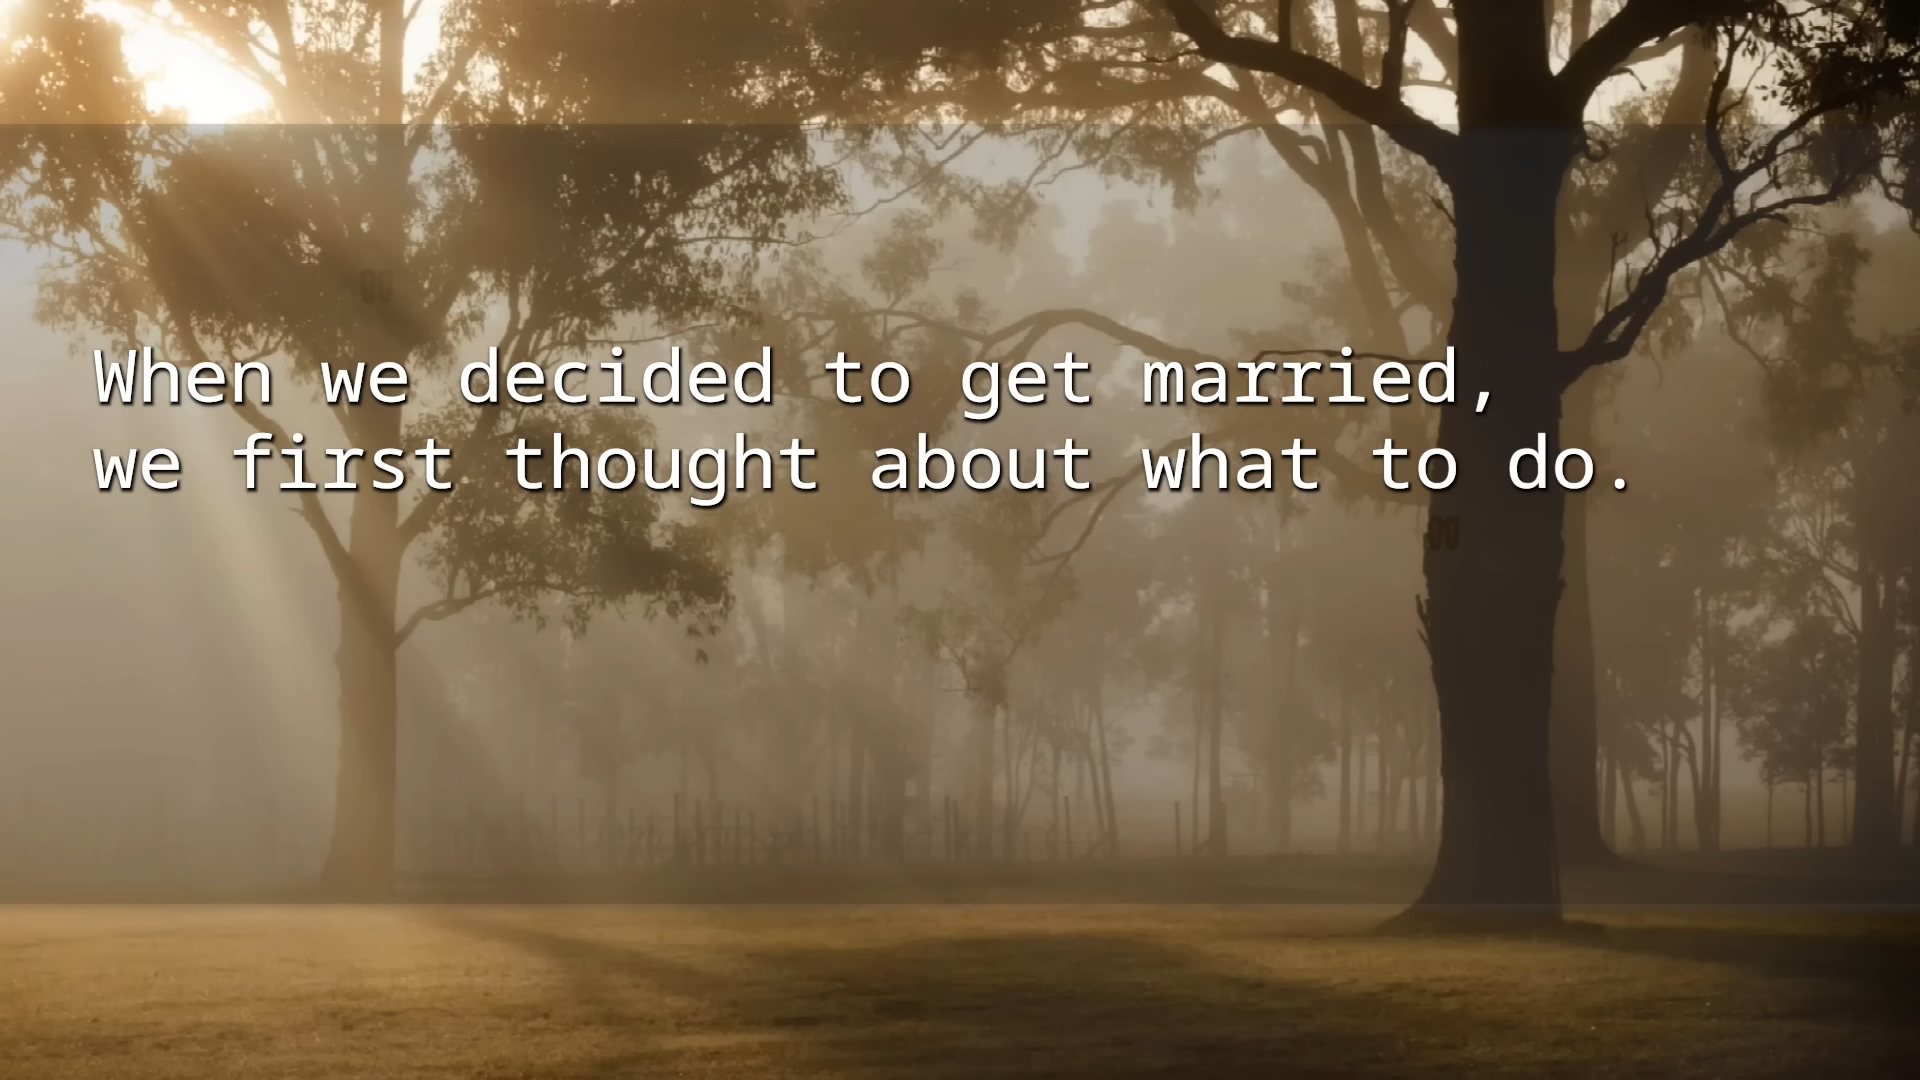 When we decided to get married,
we first thought about what to do.